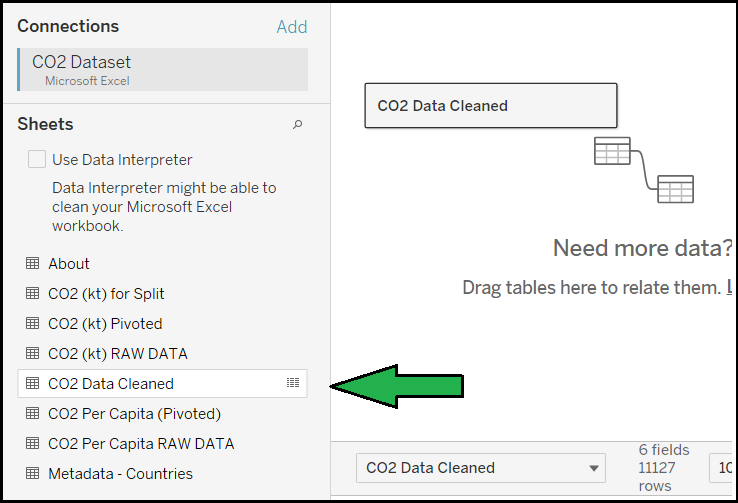 Connections
Add
CO2 Dataset
Microsoft Excel
Sheets
Use Data Interpreter
Data Interpreter might be able to
clean your Microsoft Excel
workbook.
About
CO2 (kt) for Split
CO2 (kt) Pivoted
CO2 (kt) RAW DATA
CO2 Data Cleaned
CO2 Per Capita (Pivoted)
CO2 Per Capita RAW DATA
Metadata - Countries
CO2 Data Cleaned
Need more data?
Drag tables here to relate them.
CO2 Data Cleaned
6 fields
11127
rows
10